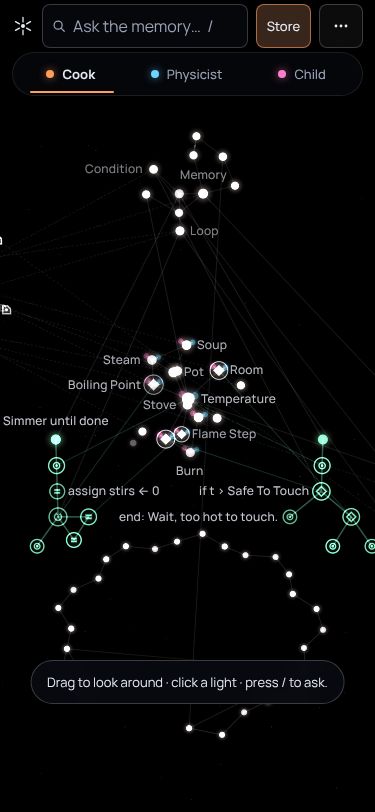 Ask the memory… /
Store
Cook
Physicist
Child
Condition
Memory
Loop
Soup
Steam
Pot
Room
Boiling Point
Stove
Temperature
Simmer until done
Flame Step
Burn
assign stirs ← 0
if t > Safe To Touch
end: Wait, too hot to touch.
Drag to look around · click a light · press / to ask.